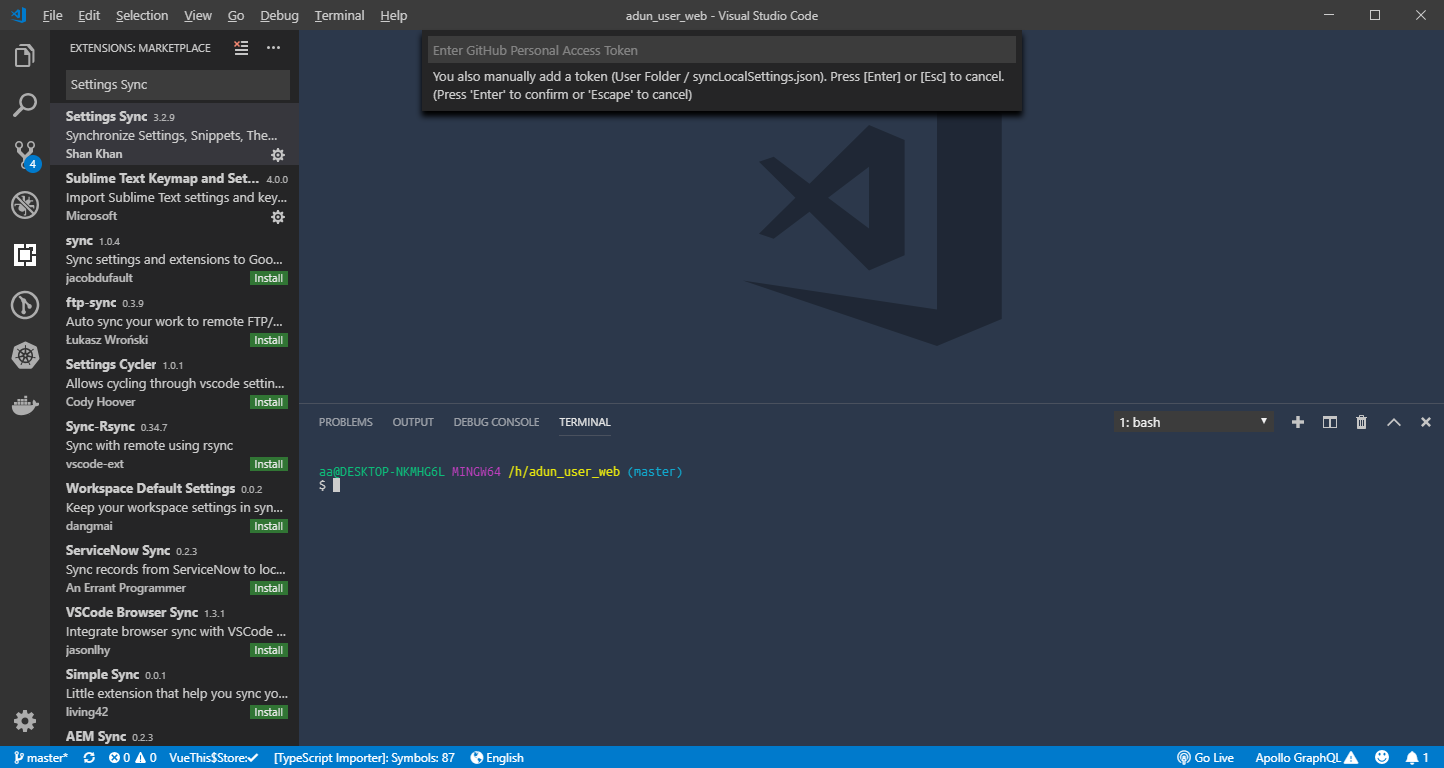 File Edit Selection View Go Debug Terminal Help
adun_user_web - Visual Studio Code
EXTENSIONS: MARKETPLACE
Settings Sync
Settings Sync 3.2.9
Synchronize Settings, Snippets, The...
Shan Khan
Sublime Text Keymap and Set... 4.0.0
Import Sublime Text settings and key...
Microsoft
sync 1.0.4
Sync settings and extensions to Goo...
jacobdufault Install
ftp-sync 0.3.9
Auto sync your work to remote FTP/...
Łukasz Wroński Install
Settings Cycler 1.0.1
Allows cycling through vscode settin...
Cody Hoover Install
Sync-Rsync 0.34.7
Sync with remote using rsync
vscode-ext Install
Workspace Default Settings 0.0.2
Keep your workspace settings in syn...
dangmai Install
ServiceNow Sync 0.2.3
Sync records from ServiceNow to loc...
An Errant Programmer Install
VSCode Browser Sync 1.3.1
Integrate browser sync with VSCode ...
jasonlhy Install
Simple Sync 0.0.1
Little extension that help you sync yo...
living42 Install
AEM Sync 0.2.3
4
Enter GitHub Personal Access Token
You also manually add a token (User Folder / syncLocalSettings.json). Press [Enter] or [Esc] to cancel.
(Press 'Enter' to confirm or 'Escape' to cancel)
PROBLEMS OUTPUT DEBUG CONSOLE TERMINAL
1: bash
aa@DESKTOP-NKMHG6L MINGW64 /h/adun_user_web (master)
$
master* 0 0 VueThis$Store: [TypeScript Importer]: Symbols: 87 English Go Live Apollo GraphQL 1